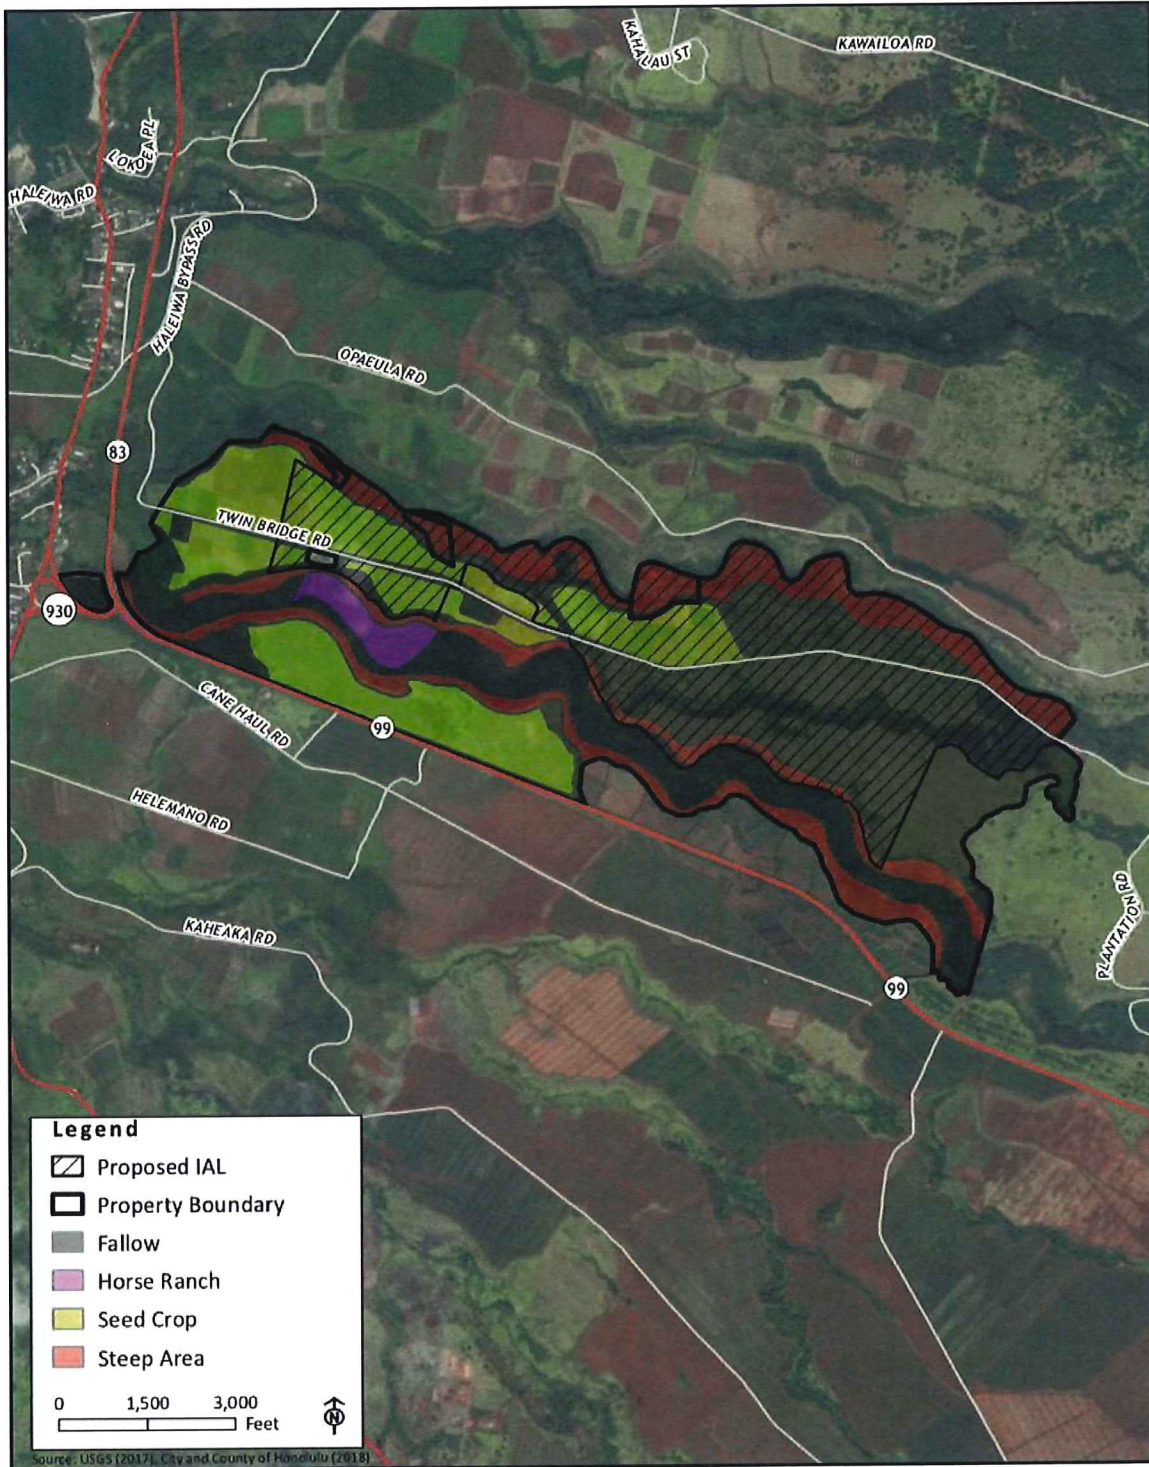 KAHALAU ST
KAWAILOA RD
LOKOEA PL
HALEIWA RD
HALEIWA BYPASS RD
OPAEULA RD
83
TWIN BRIDGE RD
930
CANE HAUL RD
99
HELEMANO RD
PLANTATION RD
KAHEAKA RD
99
Legend
Proposed IAL
Property Boundary
Fallow
Horse Ranch
Seed Crop
Steep Area
0 1,500 3,000
Feet
N
Source: USGS (2017), City and County of Honolulu (2018)